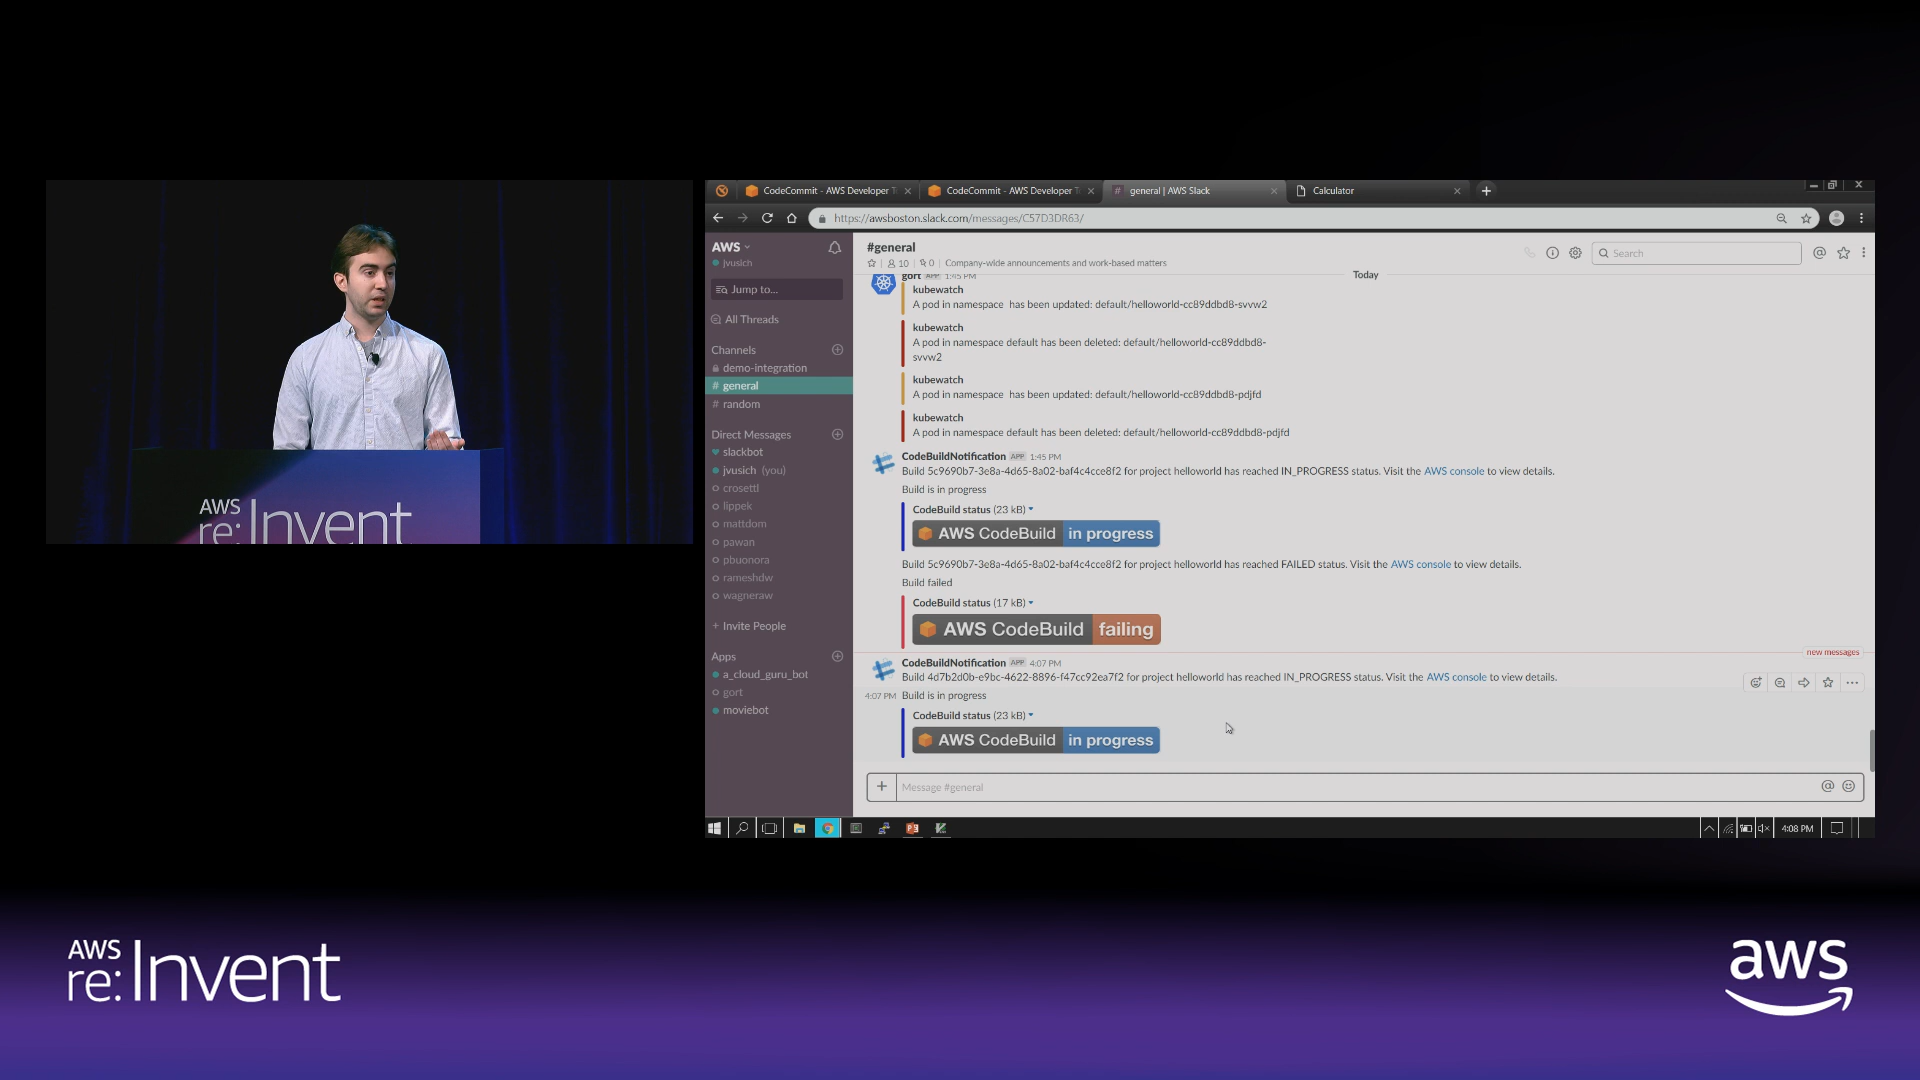 AWS
re:Invent
CodeCommit - AWS Developer T
CodeCommit - AWS Developer T
general | AWS Slack
Calculator
https://awsboston.slack.com/messages/C57D3DR63/
AWS
jvusich
Jump to...
All Threads
Channels
demo-integration
# general
# random
Direct Messages
slackbot
jvusich (you)
crosetti
lippek
mattdom
pawan
pbuonora
rameshdw
wagneraw
+ Invite People
Apps
a_cloud_guru_bot
gort
moviebot
#general
10
0
Company-wide announcements and work-based matters
Search
Today
gort APP 1:45 PM
kubewatch
A pod in namespace has been updated: default/helloworld-cc89ddbd8-svvw2
kubewatch
A pod in namespace default has been deleted: default/helloworld-cc89ddbd8-
svvw2
kubewatch
A pod in namespace has been updated: default/helloworld-cc89ddbd8-pdjfd
kubewatch
A pod in namespace default has been deleted: default/helloworld-cc89ddbd8-pdjfd
CodeBuildNotification APP 1:45 PM
Build 5c9690b7-3e8a-4d65-8a02-baf4c4cce8f2 for project helloworld has reached IN_PROGRESS status. Visit the AWS console to view details.
Build is in progress
CodeBuild status (23 kB)
AWS CodeBuild in progress
Build 5c9690b7-3e8a-4d65-8a02-baf4c4cce8f2 for project helloworld has reached FAILED status. Visit the AWS console to view details.
Build failed
CodeBuild status (17 kB)
AWS CodeBuild failing
new messages
CodeBuildNotification APP 4:07 PM
Build 4d7b2d0b-e9bc-4622-8896-f47cc92ea7f2 for project helloworld has reached IN_PROGRESS status. Visit the AWS console to view details.
4:07 PM Build is in progress
CodeBuild status (23 kB)
AWS CodeBuild in progress
Message #general
4:08 PM
AWS
re:Invent
aws